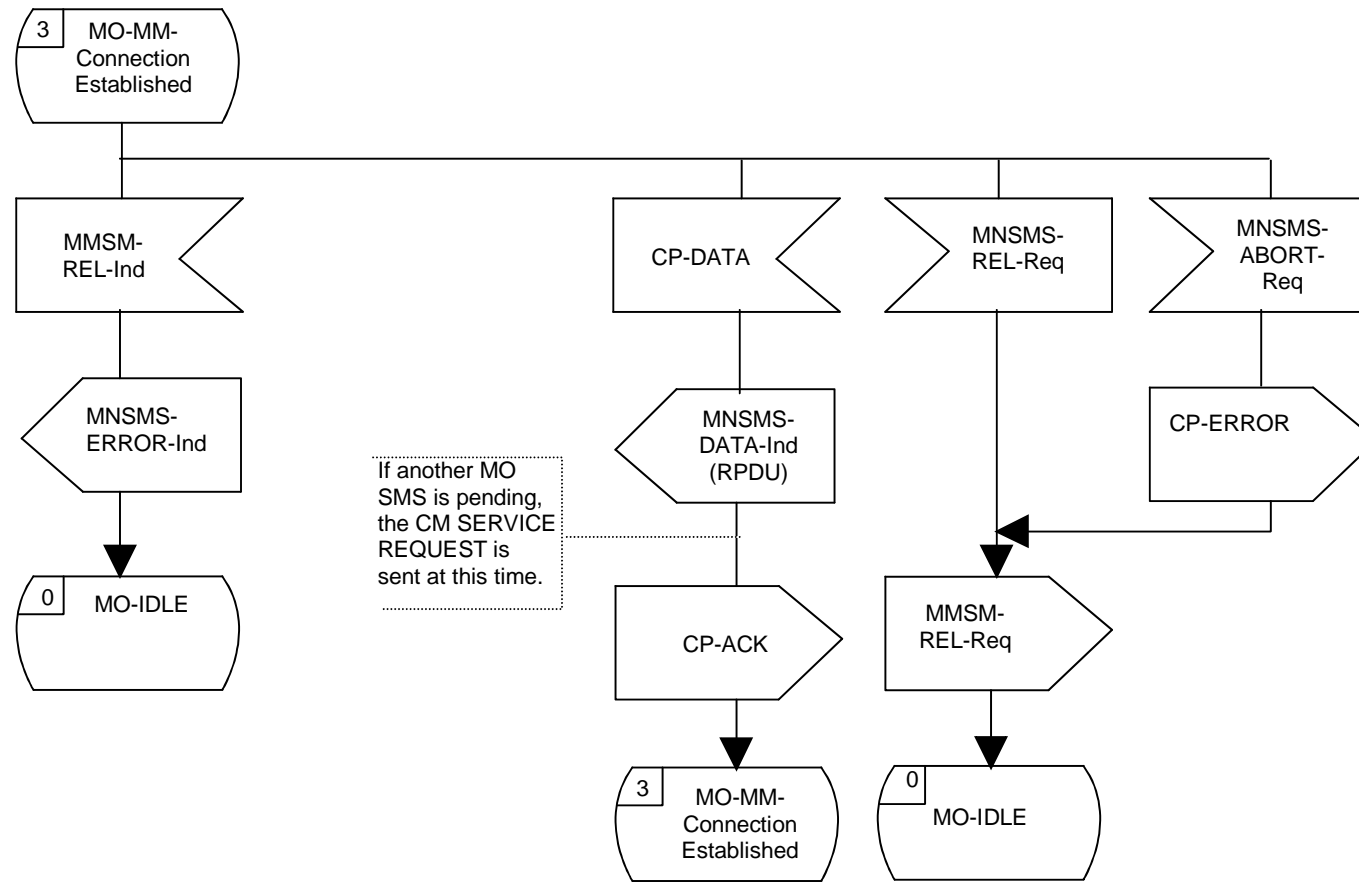 3
MO-MM-
Connection
Established
MMSM-
REL-Ind
CP-DATA
MNSMS-
REL-Req
MNSMS-
ABORT-
Req
MNSMS-
ERROR-Ind
MNSMS-
DATA-Ind
(RPDU)
CP-ERROR
If another MO
SMS is pending,
the CM SERVICE
REQUEST is
sent at this time.
0
MO-IDLE
CP-ACK
MMSM-
REL-Req
3
MO-MM-
Connection
Established
0
MO-IDLE